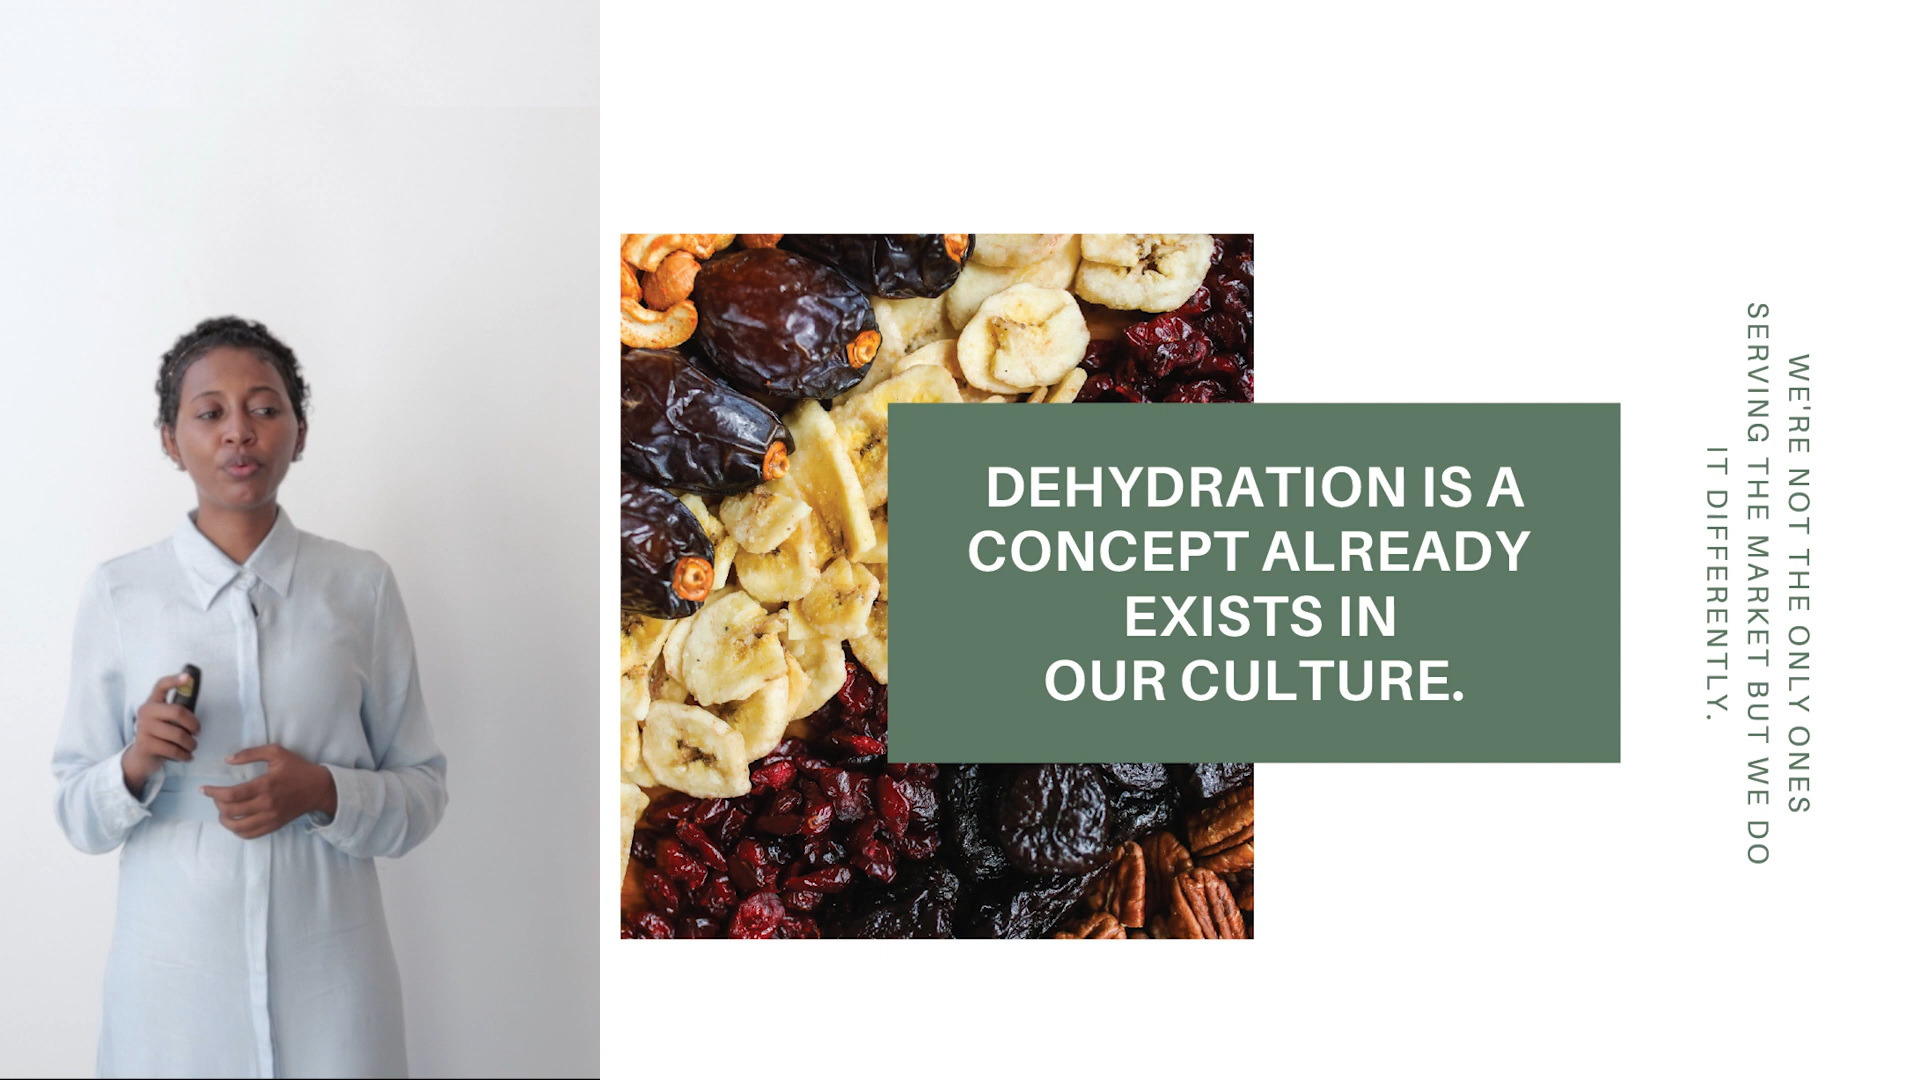 DEHYDRATION IS A
CONCEPT ALREADY
EXISTS IN
OUR CULTURE.
WE'RE NOT THE ONLY ONES
SERVING THE MARKET BUT WE DO
IT DIFFERENTLY.